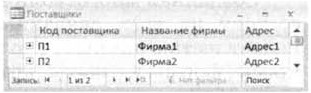 Поставщики
Код поставщика Название фирмы Адрес
П1 Фирма1 Адрес1
П2 Фирма2 Адрес2
Запись: 1 из 2 Нет фильтра Поиск